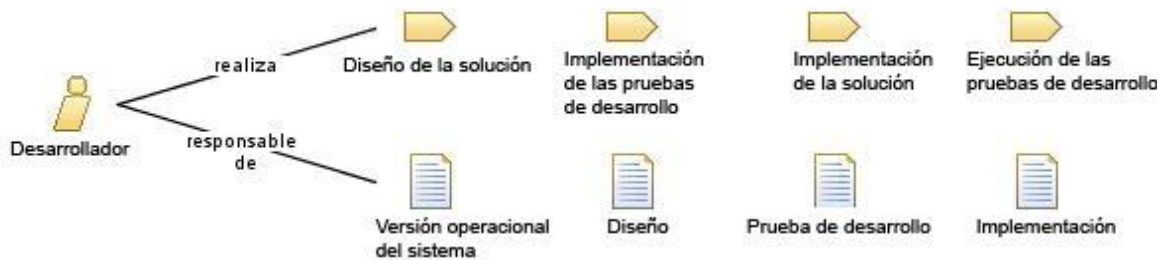 realiza
Diseño de la solución
Implementación
de las pruebas
de desarrollo
Implementación
de la solución
Ejecución de las
pruebas de desarrollo
Desarrollador
responsable
de
Versión operacional
del sistema
Diseño
Prueba de desarrollo
Implementación